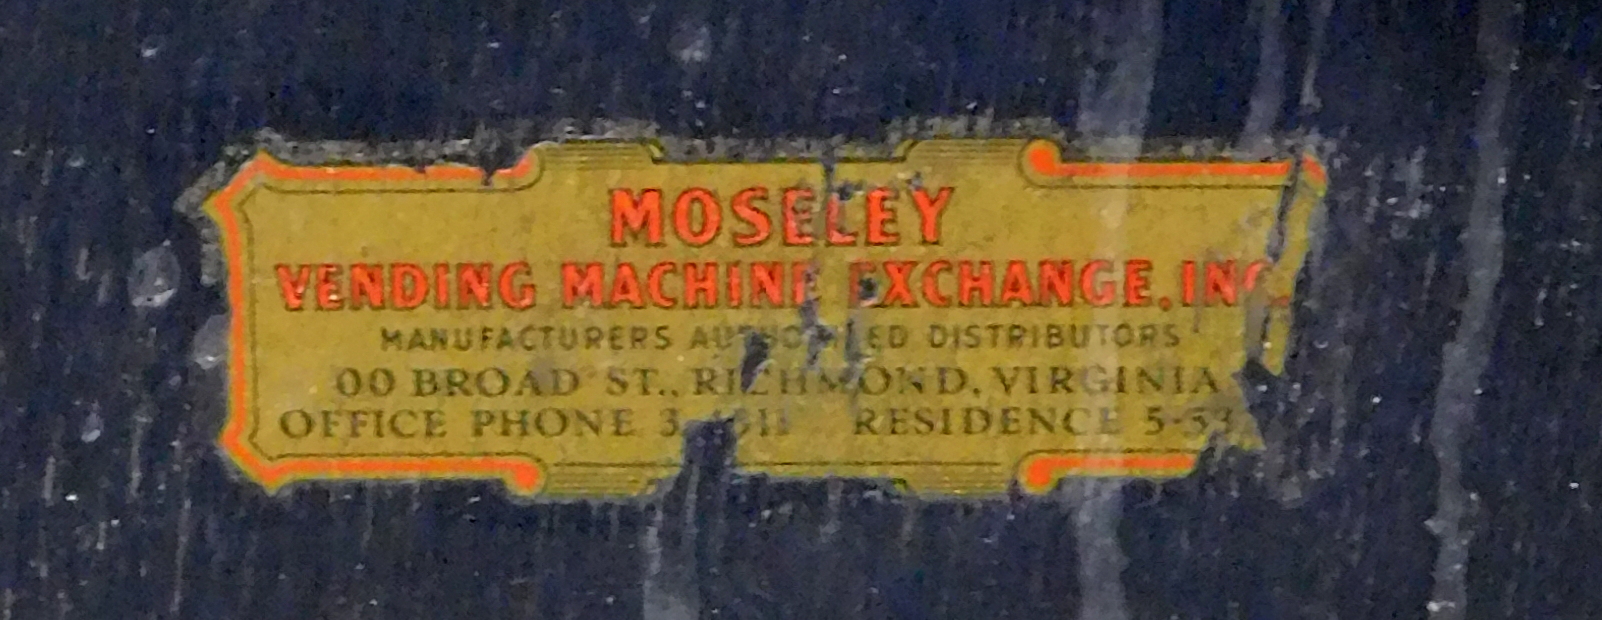 MOSELEY
VENDING MACHINE EXCHANGE, INC.
MANUFACTURERS AUTHORIZED DISTRIBUTORS
00 BROAD ST., RICHMOND, VIRGINIA
OFFICE PHONE RESIDENCE